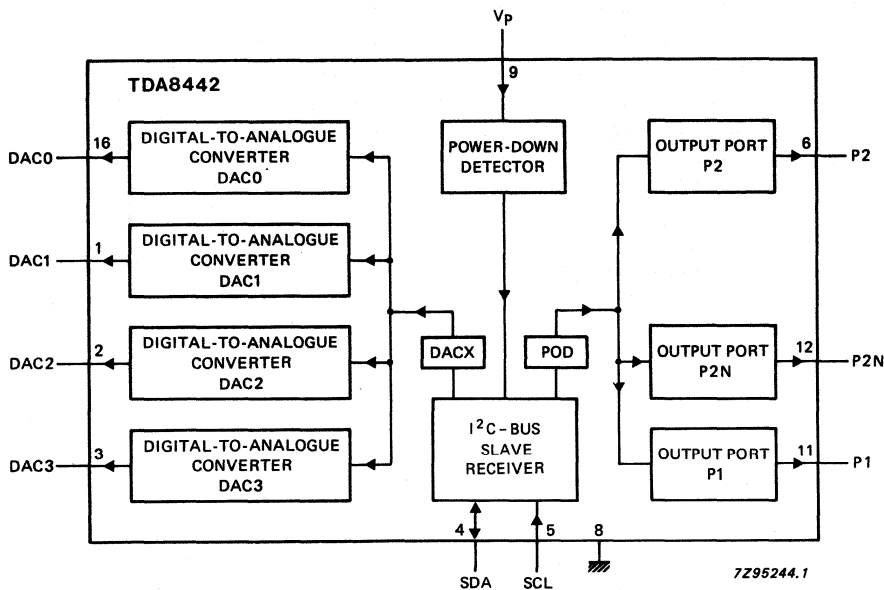 V_P
9
TDA8442
16
DAC0
DIGITAL-TO-ANALOGUE
CONVERTER
DAC0
POWER-DOWN
DETECTOR
OUTPUT PORT
P2
6
P2
1
DAC1
DIGITAL-TO-ANALOGUE
CONVERTER
DAC1
2
DAC2
DIGITAL-TO-ANALOGUE
CONVERTER
DAC2
DACX
POD
OUTPUT PORT
P2N
12
P2N
3
DAC3
DIGITAL-TO-ANALOGUE
CONVERTER
DAC3
I²C-BUS
SLAVE
RECEIVER
OUTPUT PORT
P1
11
P1
4
5
8
SDA
SCL
7Z95244.1